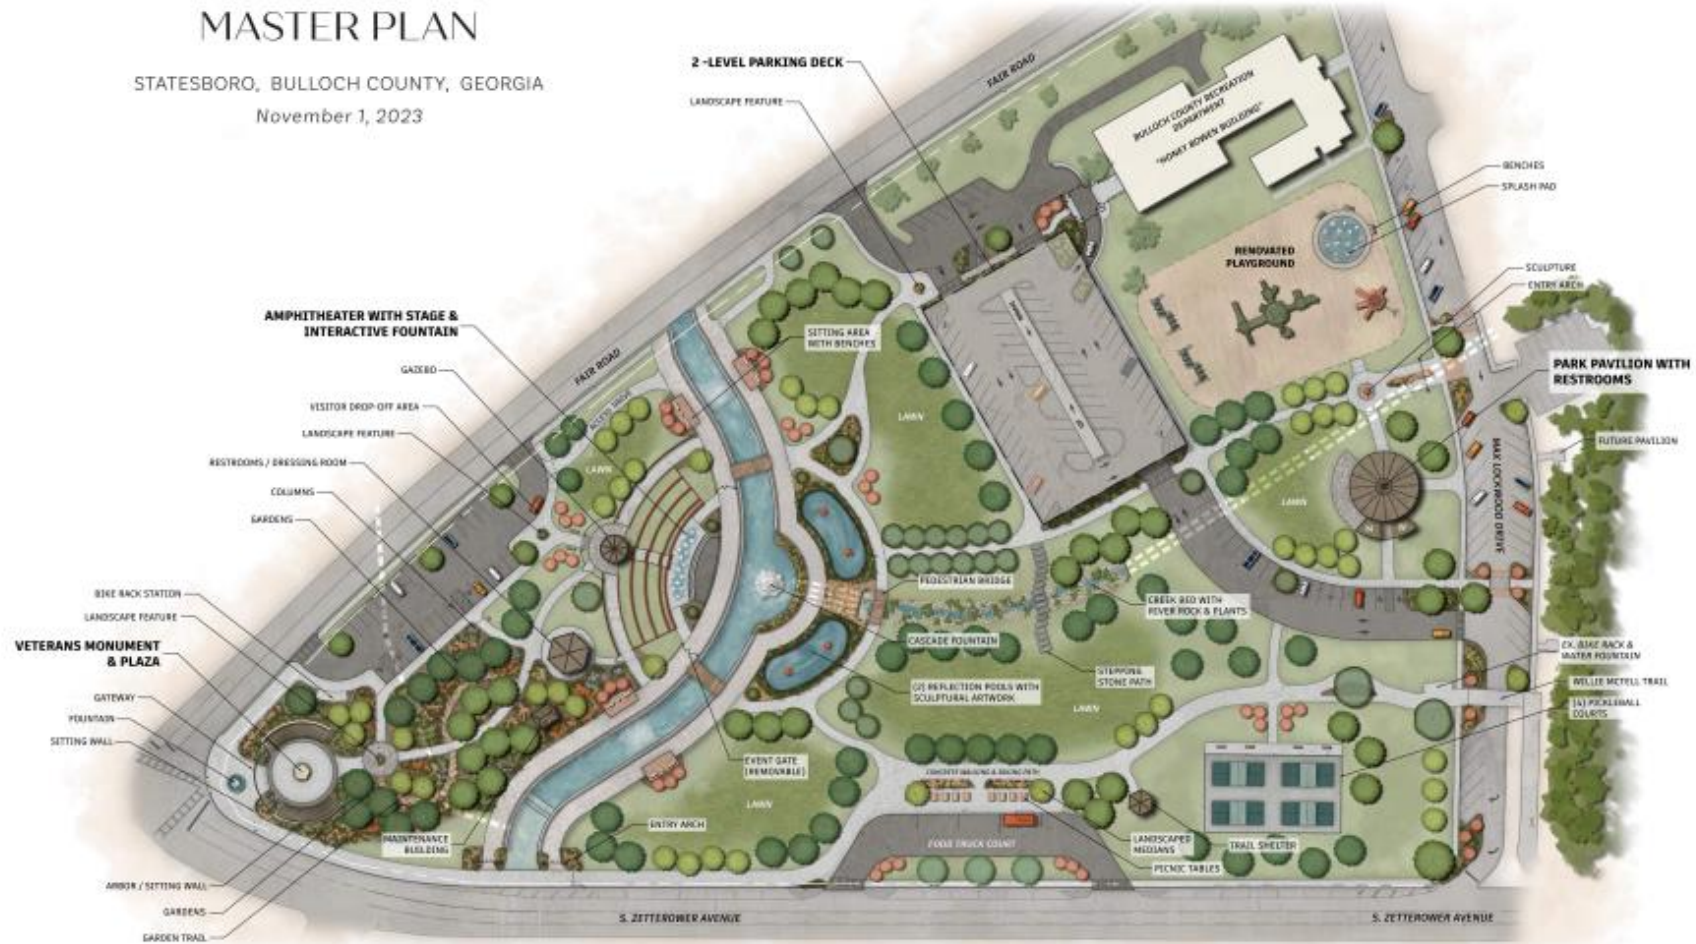 MASTER PLAN
STATESBORO, BULLOCH COUNTY, GEORGIA
November 1, 2023
2 -LEVEL PARKING DECK
LANDSCAPE FEATURE
FAIR ROAD
BULLOCH COUNTY RECREATION
DEPARTMENT
"HONEY BOWEN BUILDING"
BENCHES
SPLASH PAD
RENOVATED
PLAYGROUND
SCULPTURE
ENTRY ARCH
PARK PAVILION WITH
RESTROOMS
FUTURE PAVILION
MAX LOCKWOOD DRIVE
AMPHITHEATER WITH STAGE &
INTERACTIVE FOUNTAIN
FAIR ROAD
GAZEBO
VISITOR DROP-OFF AREA
LANDSCAPE FEATURE
ACCESS DRIVE
RESTROOMS / DRESSING ROOM
COLUMNS
GARDENS
SITTING AREA
WITH BENCHES
LAWN
LAWN
LAWN
BIKE RACK STATION
LANDSCAPE FEATURE
VETERANS MONUMENT
& PLAZA
GATEWAY
FOUNTAIN
SITTING WALL
PEDESTRIAN BRIDGE
CREEK BED WITH
RIVER ROCK & PLANTS
CASCADE FOUNTAIN
STEPPING
STONE PATH
(2) REFLECTION POOLS WITH
SCULPTURAL ARTWORK
LAWN
EX. BIKE RACK &
WATER FOUNTAIN
WILLIE MCTELL TRAIL
(4) PICKLEBALL
COURTS
EVENT GATE
(REMOVABLE)
CONCRETE WALKING & BIKING PATH
LAWN
ENTRY ARCH
MAINTENANCE
BUILDING
FOOD TRUCK COURT
LANDSCAPED
MEDIANS
TRAIL SHELTER
PICNIC TABLES
ARBOR / SITTING WALL
GARDENS
GARDEN TRAIL
S. ZETTEROWER AVENUE
S. ZETTEROWER AVENUE